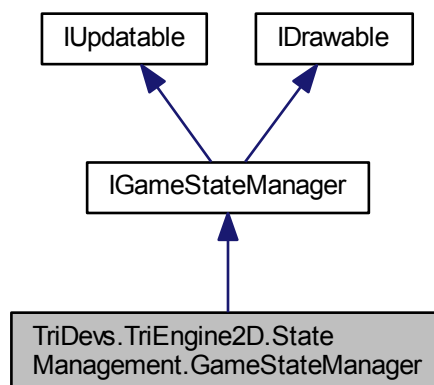 IUpdatable
IDrawable
IGameStateManager
TriDevs.TriEngine2D.State
Management.GameStateManager